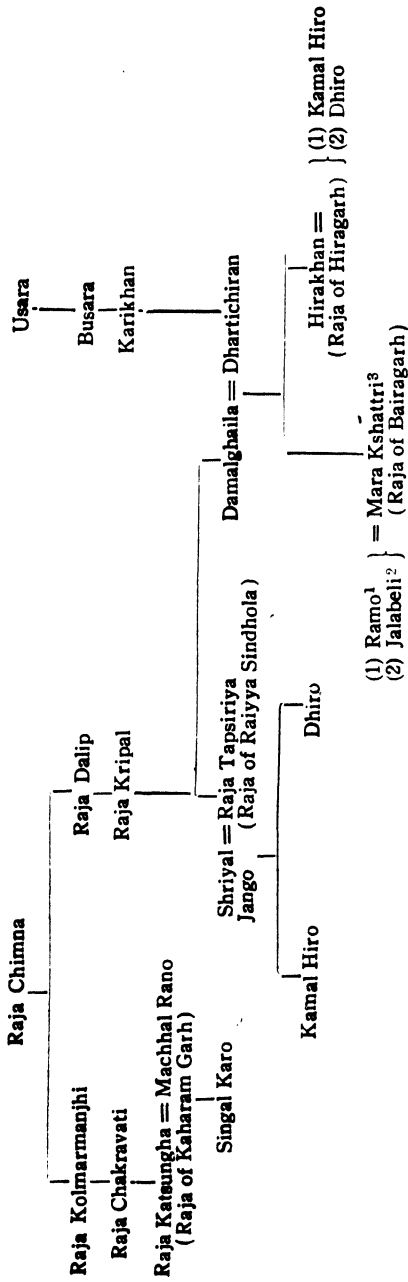 Raja Chimna
Usara
Raja Kolmarmanjhi
Raja Dalip
Busara
Raja Chakravati
Raja Kripal
Karikhan
Raja Katsungha = Machhal Rano
(Raja of Kaharam Garh)
Singal Karo
Shriyal = Raja Tapsiriya
Jango (Raja of Raiyya Sindhola)
Damalghaila = Dhartichiran
Kamal Hiro
Dhiro
Hirakhan = } (1) Kamal Hiro
(Raja of Hiragarh) (2) Dhiro
(1) Ramo¹ } = Mara Kshattri³
(2) Jalabeli² (Raja of Bairagarh)